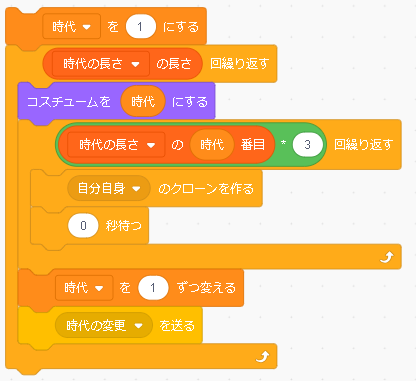 時代 を 1 にする
時代の長さ の長さ 回繰り返す
コスチュームを 時代 にする
時代の長さ の 時代 番目 * 3 回繰り返す
自分自身 のクローンを作る
0 秒待つ
時代 を 1 ずつ変える
時代の変更 を送る